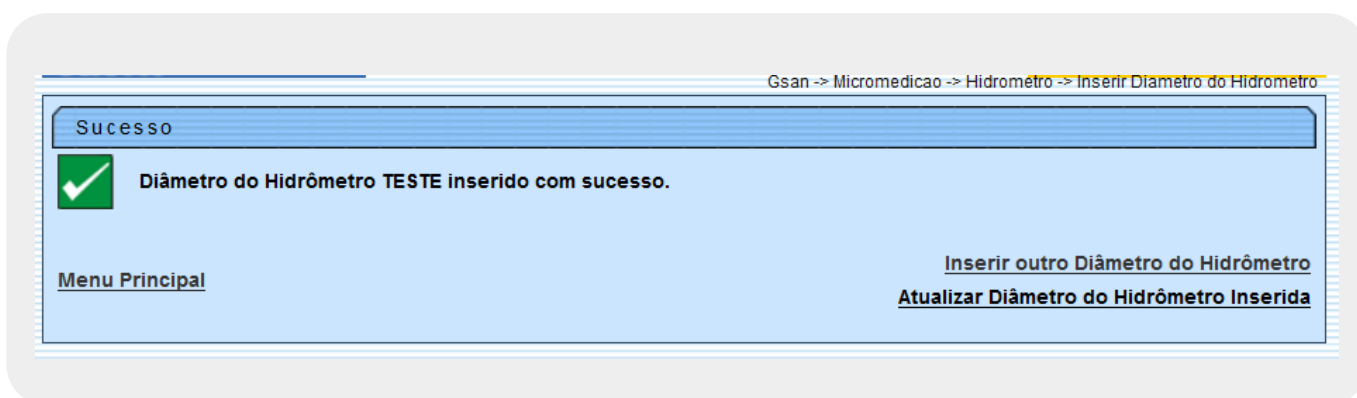 Gsan -> Micromedicao -> Hidrometro -> Inserir Diametro do Hidrometro
Sucesso
Diâmetro do Hidrômetro TESTE inserido com sucesso.
Inserir outro Diâmetro do Hidrômetro
Menu Principal
Atualizar Diâmetro do Hidrômetro Inserida